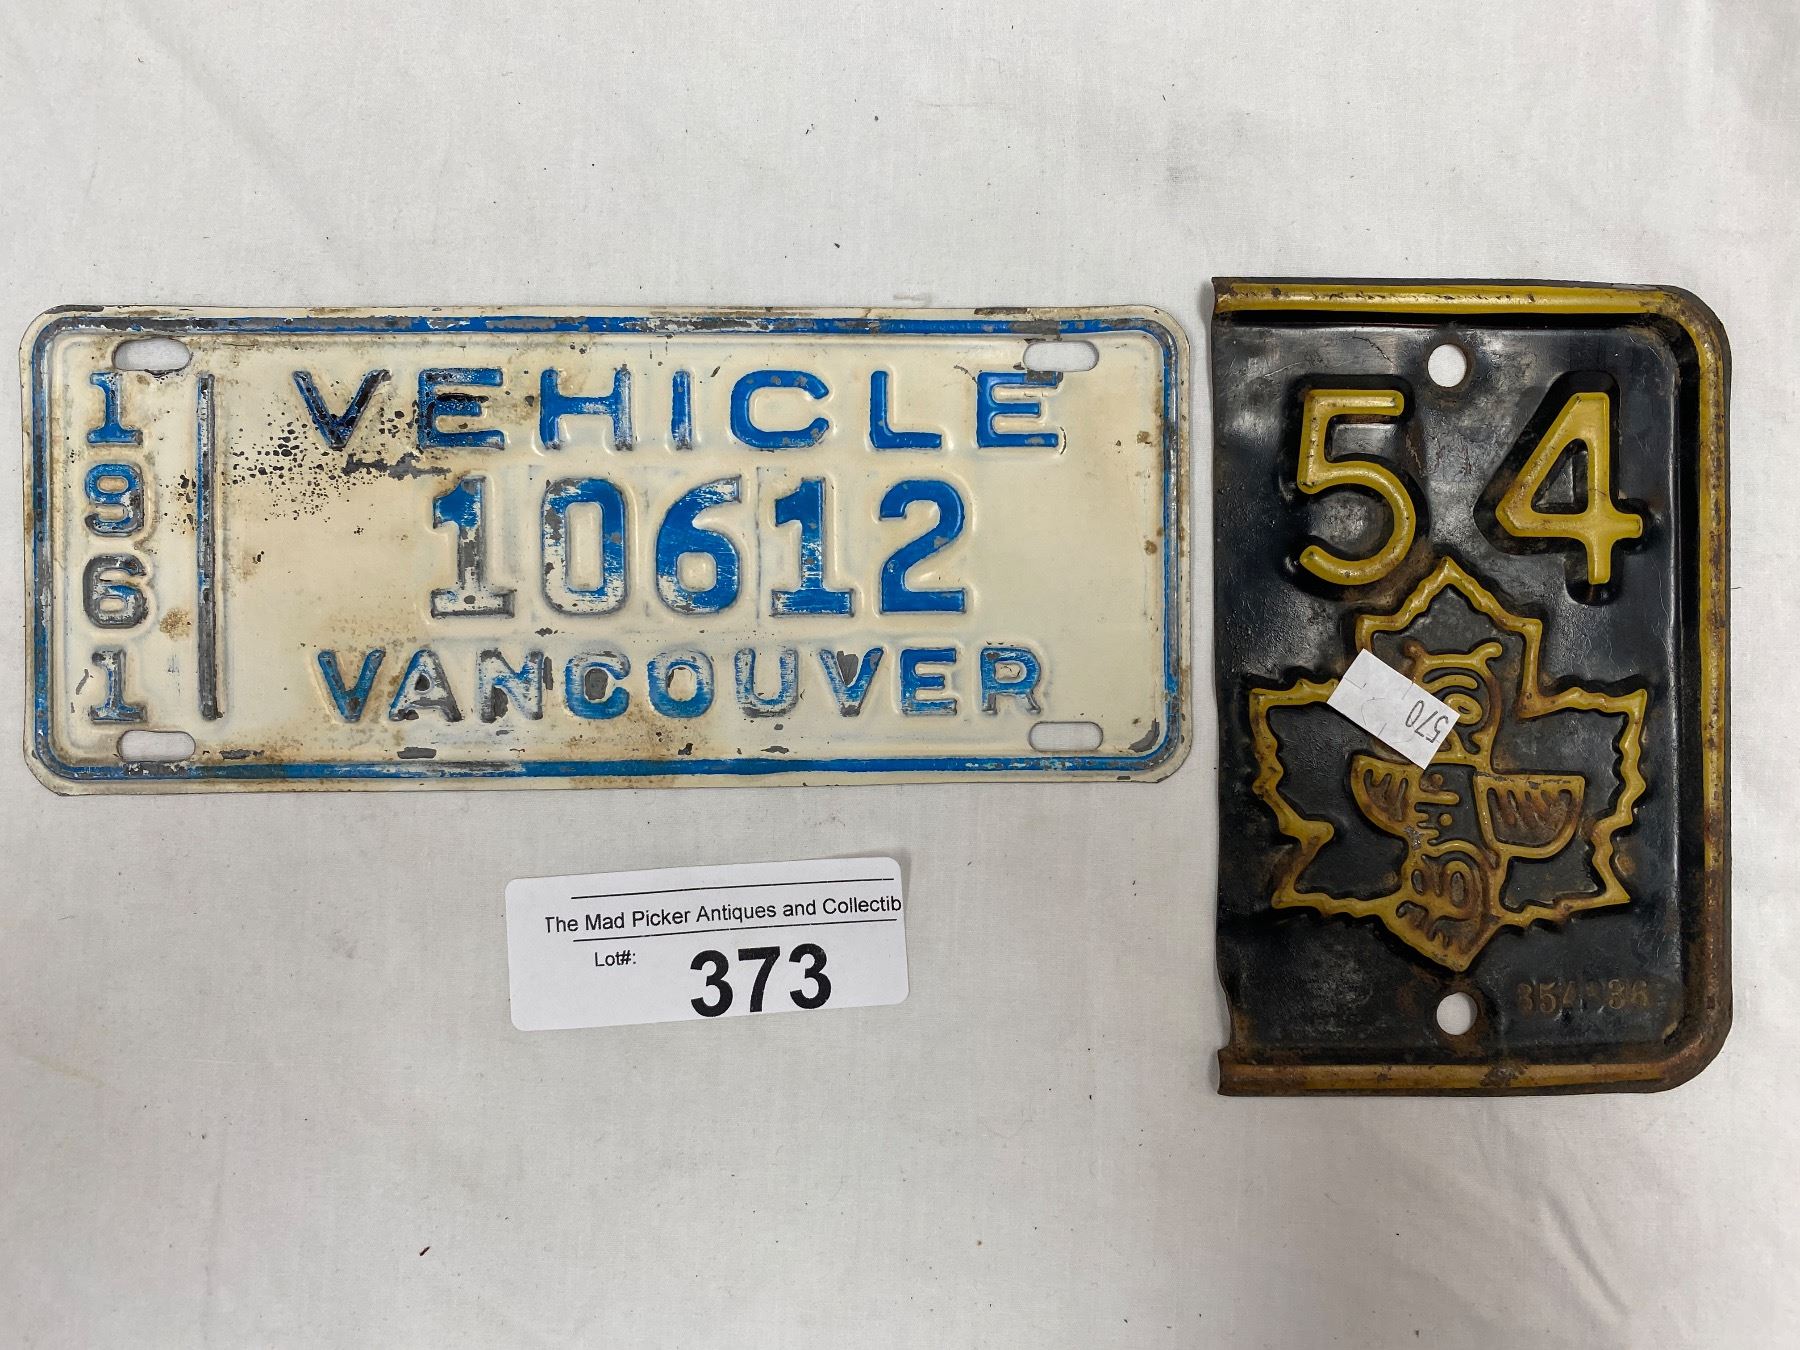 1961
VEHICLE
10612
VANCOUVER
54
570
The Mad Picker Antiques and Collectib
Lot#:
373